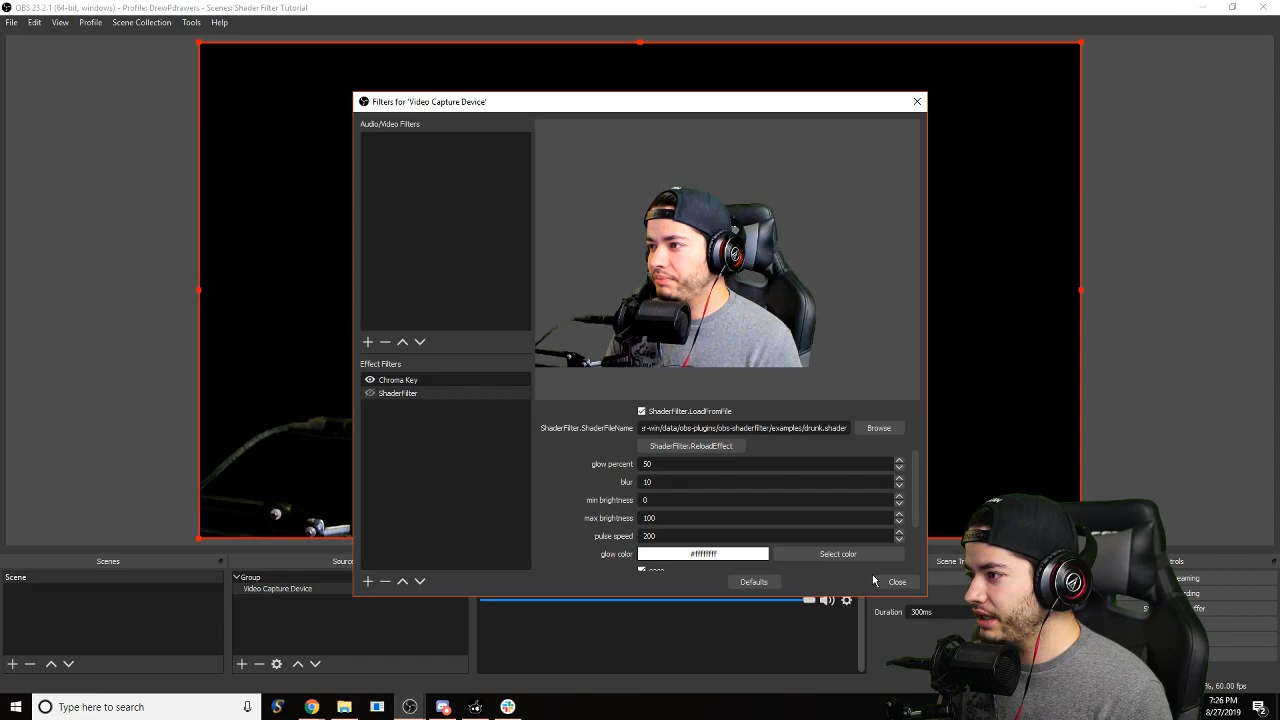 OBS 23.2.1 (64-bit, windows) - Profile: DrewPdrawers - Scenes: Shader Filter Tutorial
File Edit View Profile Scene Collection Tools Help
Filters for 'Video Capture Device'
Audio/Video Filters
Effect Filters
Chroma Key
ShaderFilter
ShaderFilter.LoadFromFile
ShaderFilter.ShaderFileName r-win/data/obs-plugins/obs-shaderfilter/examples/drunk.shader Browse
ShaderFilter.ReloadEffect
glow percent 50
blur 10
min brightness 0
max brightness 100
pulse speed 200
glow color #ffffffff Select color
Defaults Close
Scenes
Scene
Group
Video Capture Device
Duration 300ms
60.00 fps
Type here to search
7:26 PM
8/27/2019
2